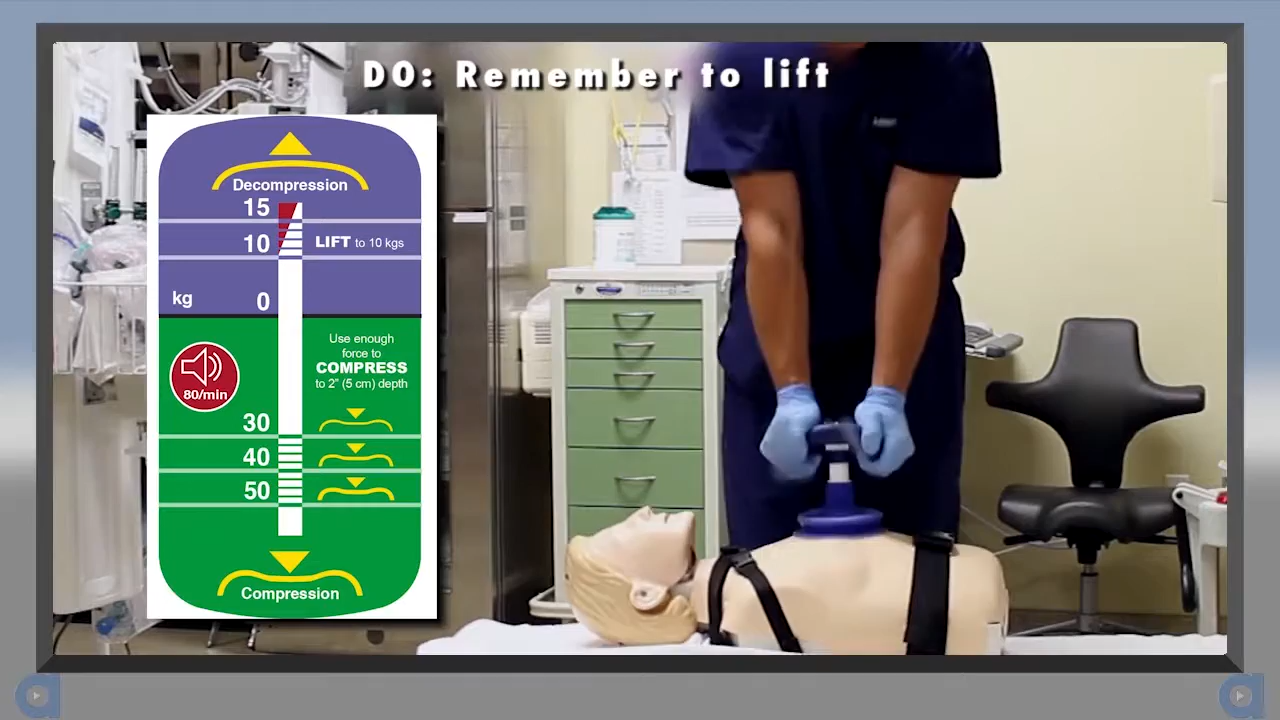 DO: Remember to lift
Decompression
15
10 LIFT to 10 kgs
kg 0
Use enough
force to
COMPRESS
to 2" (5 cm) depth
80/min
30
40
50
Compression